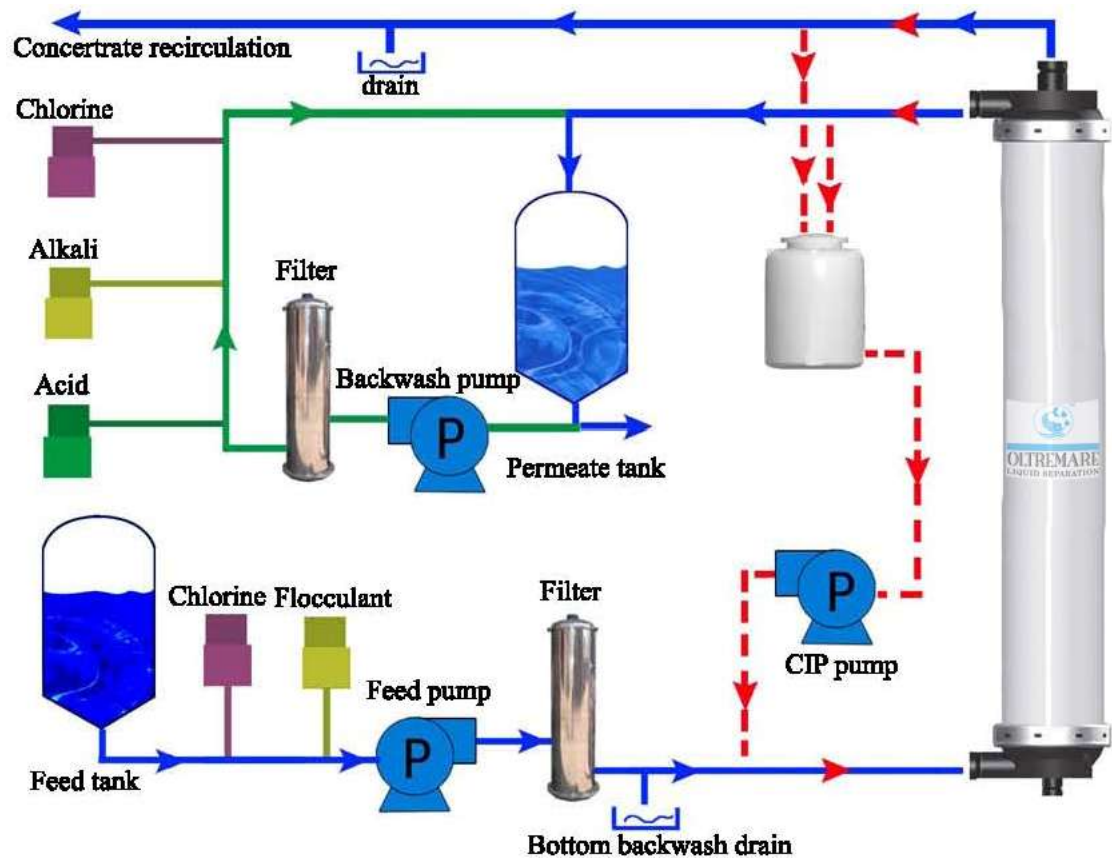 Concertrate recirculation
drain
Chlorine
Alkali
Filter
Acid
Backwash pump
P
Permeate tank
OLTREMARE
LIQUID SEPARATION
Chlorine
Flocculant
Filter
P
CIP pump
Feed pump
P
Feed tank
Bottom backwash drain